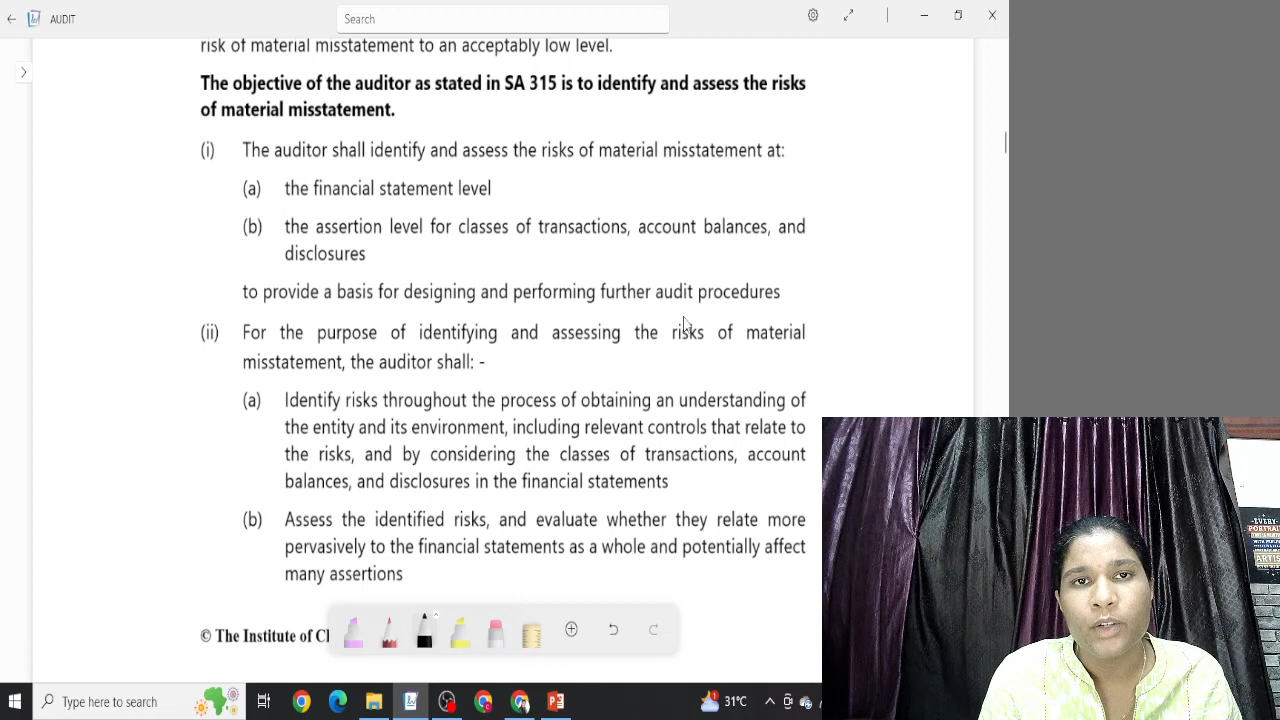 AUDIT
Search
risk of material misstatement to an acceptably low level.
The objective of the auditor as stated in SA 315 is to identify and assess the risks
of material misstatement.
(i) The auditor shall identify and assess the risks of material misstatement at:
(a) the financial statement level
(b) the assertion level for classes of transactions, account balances, and
disclosures
to provide a basis for designing and performing further audit procedures
(ii) For the purpose of identifying and assessing the risks of material
misstatement, the auditor shall: -
(a) Identify risks throughout the process of obtaining an understanding of
the entity and its environment, including relevant controls that relate to
the risks, and by considering the classes of transactions, account
balances, and disclosures in the financial statements
(b) Assess the identified risks, and evaluate whether they relate more
pervasively to the financial statements as a whole and potentially affect
many assertions
© The Institute of Cl
-EVERY-
PORTRAIT
ARTIS
Type here to search
31°C